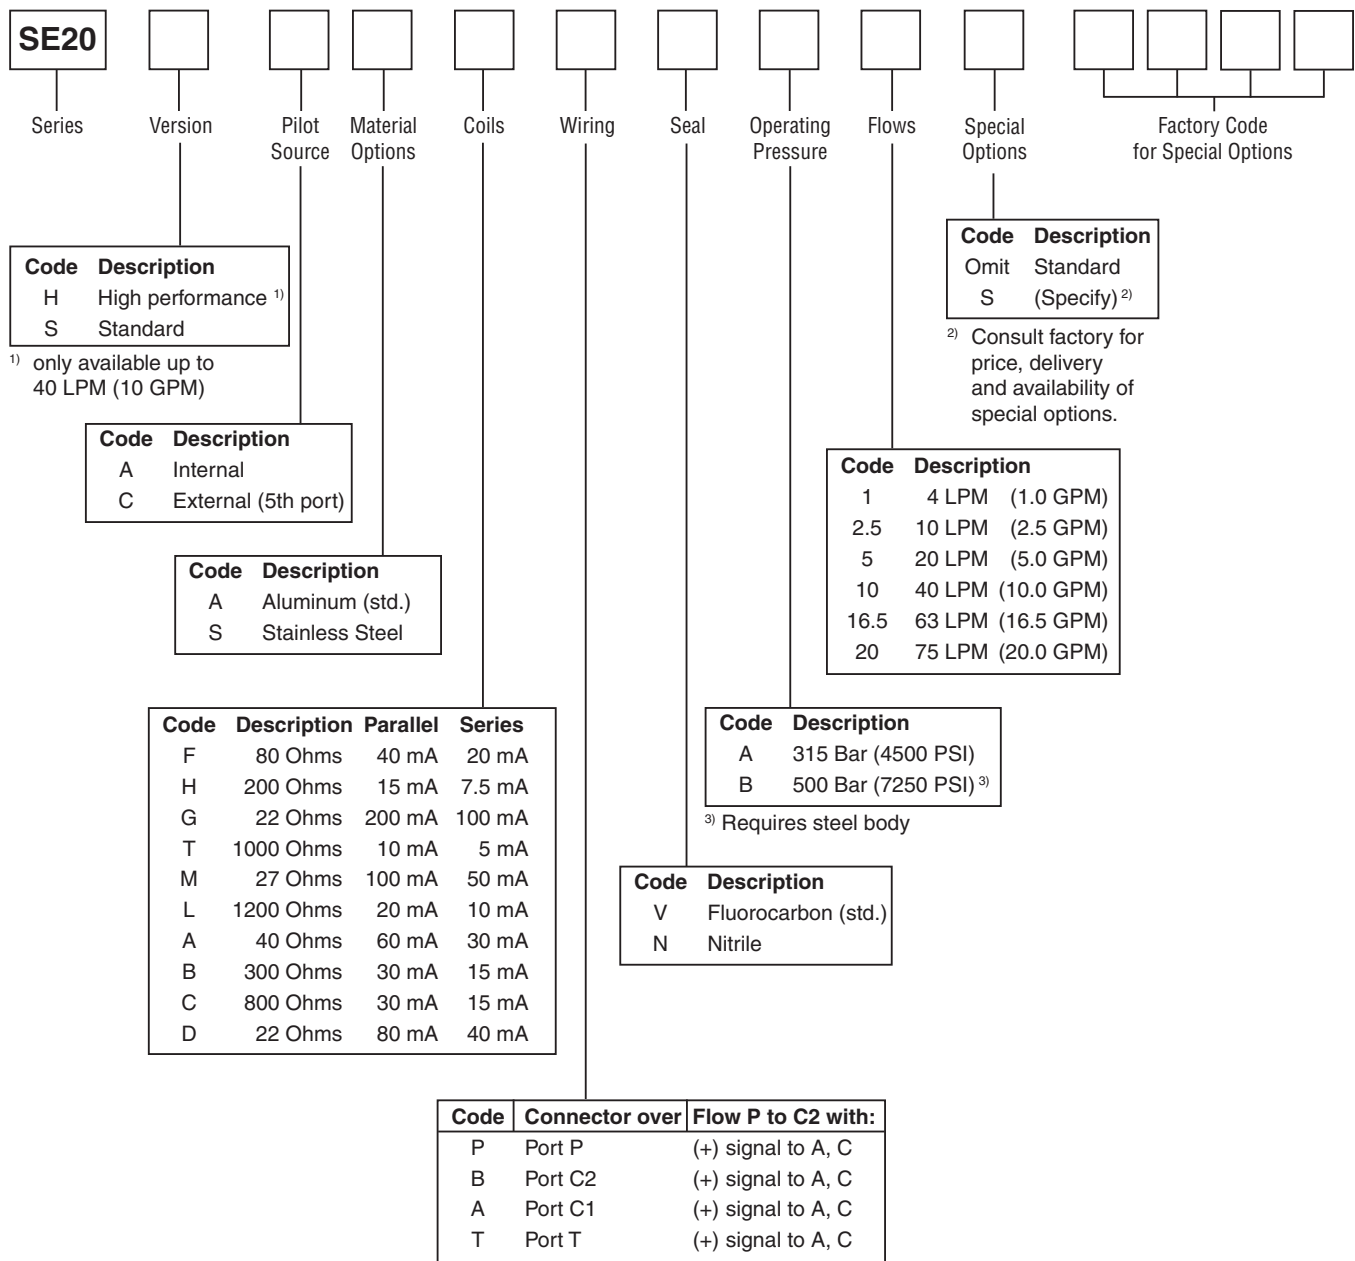 SE20
Series
Version
Pilot
Source
Material
Options
Coils
Wiring
Seal
Operating
Pressure
Flows
Special
Options
Factory Code
for Special Options
Code Description
H High performance 1)
S Standard
1) only available up to
40 LPM (10 GPM)
Code Description
Omit Standard
S (Specify) 2)
2) Consult factory for
price, delivery
and availability of
special options.
Code Description
A Internal
C External (5th port)
Code Description
1 4 LPM (1.0 GPM)
2.5 10 LPM (2.5 GPM)
5 20 LPM (5.0 GPM)
10 40 LPM (10.0 GPM)
16.5 63 LPM (16.5 GPM)
20 75 LPM (20.0 GPM)
Code Description
A Aluminum (std.)
S Stainless Steel
Code Description Parallel Series
F 80 Ohms 40 mA 20 mA
H 200 Ohms 15 mA 7.5 mA
G 22 Ohms 200 mA 100 mA
T 1000 Ohms 10 mA 5 mA
M 27 Ohms 100 mA 50 mA
L 1200 Ohms 20 mA 10 mA
A 40 Ohms 60 mA 30 mA
B 300 Ohms 30 mA 15 mA
C 800 Ohms 30 mA 15 mA
D 22 Ohms 80 mA 40 mA
Code Description
A 315 Bar (4500 PSI)
B 500 Bar (7250 PSI) 3)
3) Requires steel body
Code Description
V Fluorocarbon (std.)
N Nitrile
Code Connector over Flow P to C2 with:
P Port P (+) signal to A, C
B Port C2 (+) signal to A, C
A Port C1 (+) signal to A, C
T Port T (+) signal to A, C